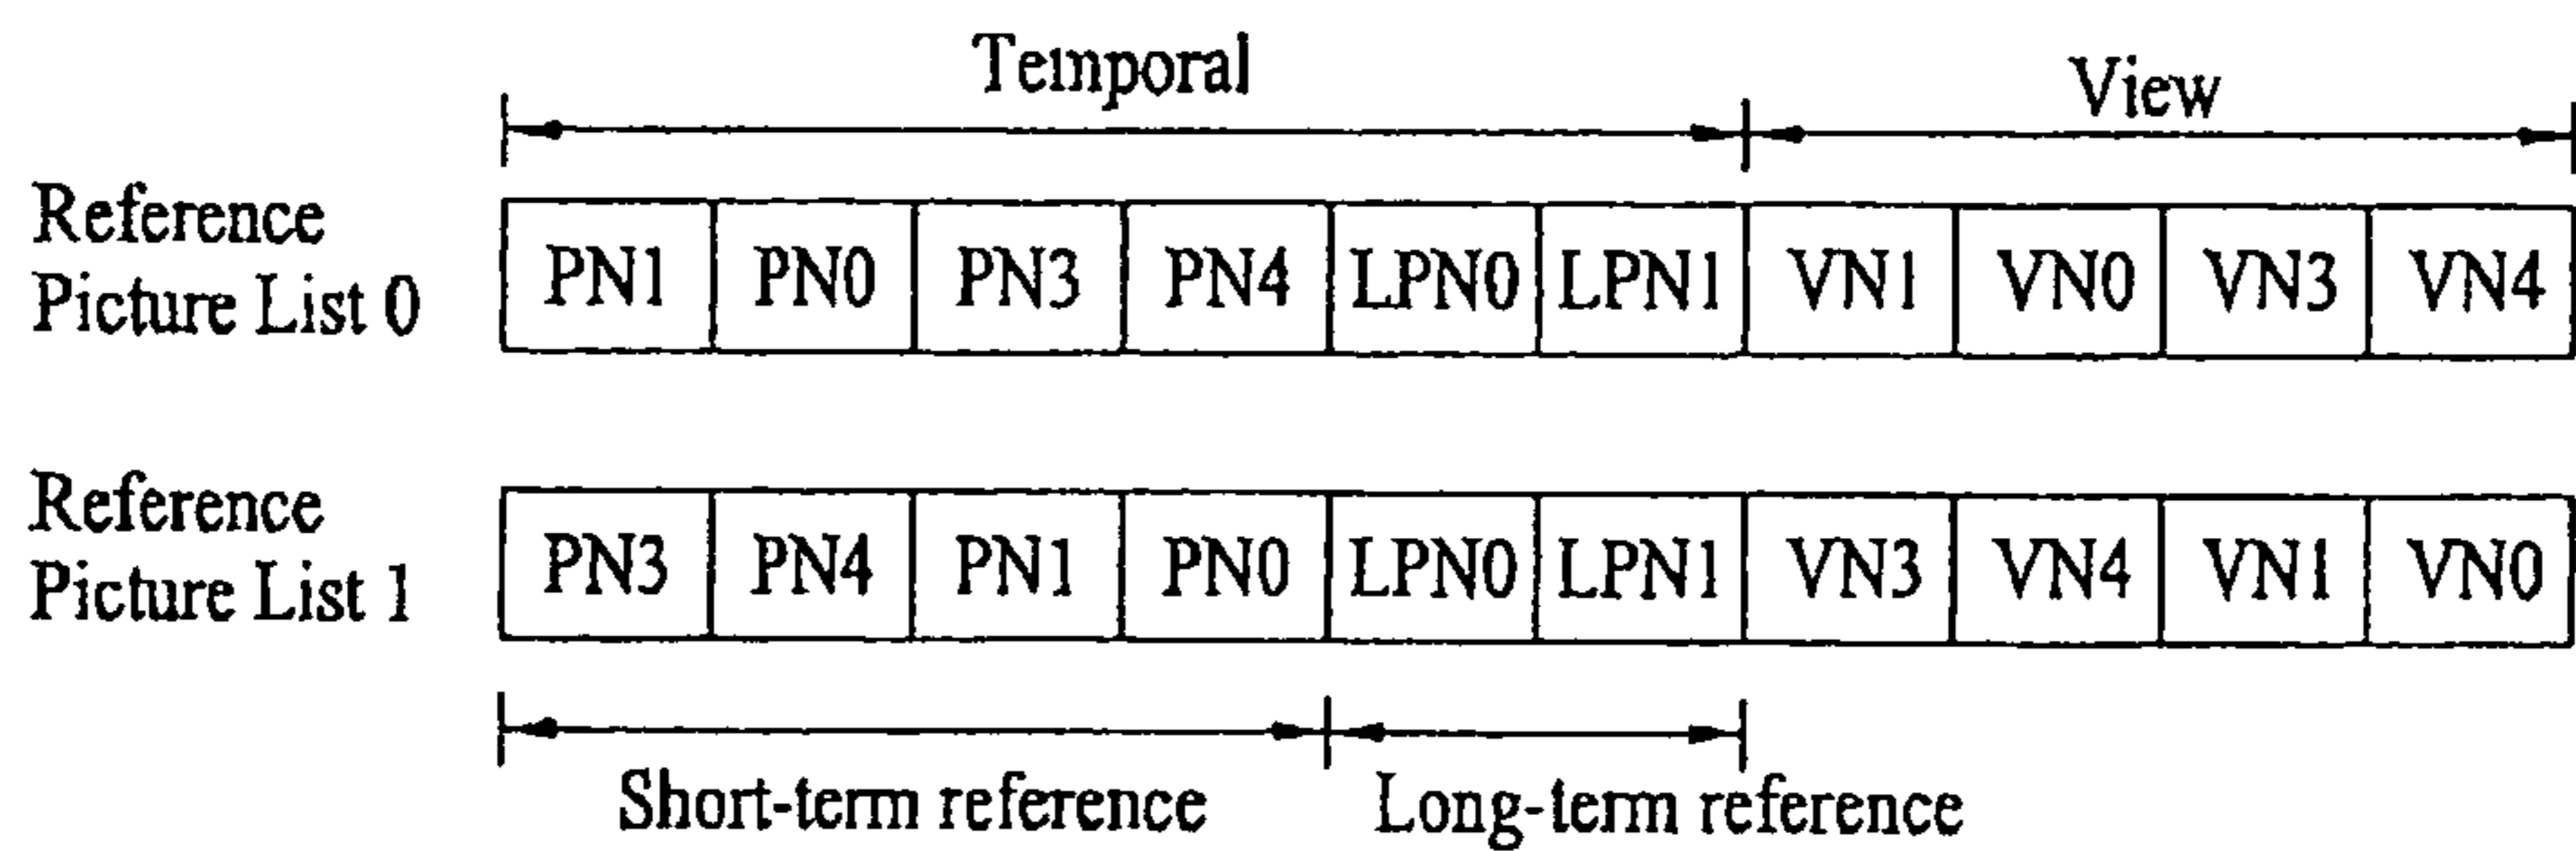 Temporal View
Reference
Picture List 0
PN1 PN0 PN3 PN4 LPN0 LPN1 VN1 VN0 VN3 VN4
Reference
Picture List 1
PN3 PN4 PN1 PN0 LPN0 LPN1 VN3 VN4 VN1 VN0
Short-term reference Long-term reference